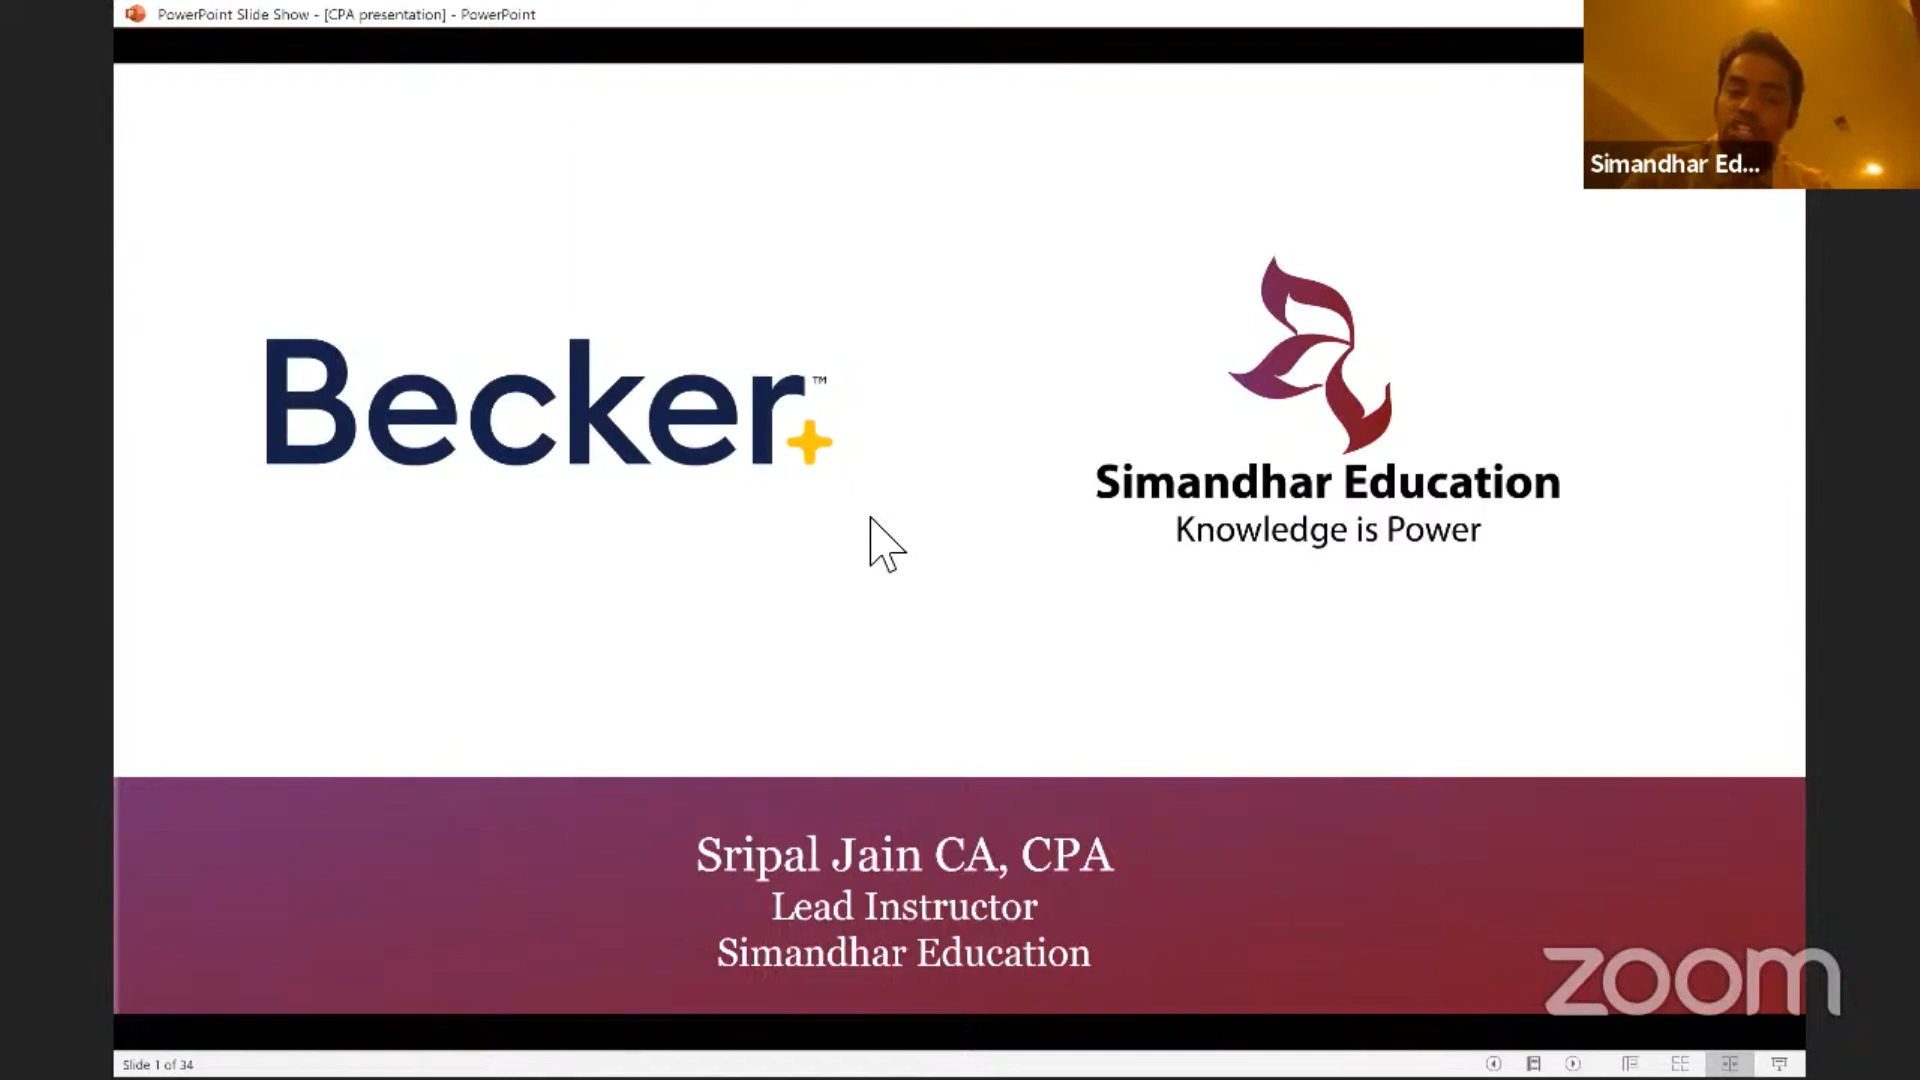 PowerPoint Slide Show - [CPA presentation] - PowerPoint
Simandhar Ed...
Becker™
Simandhar Education
Knowledge is Power
Sripal Jain CA, CPA
Lead Instructor
Simandhar Education
zoom
Slide 1 of 34